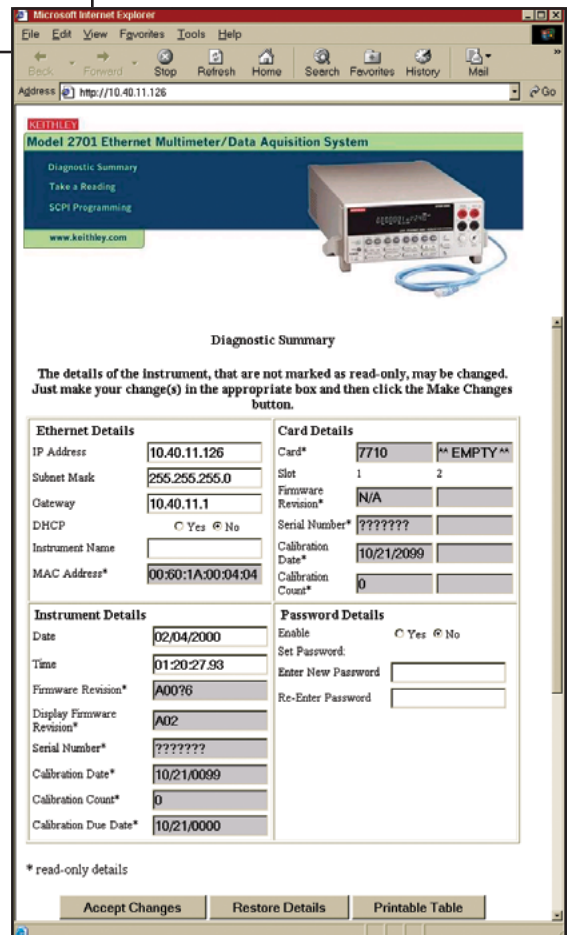 Microsoft Internet Explorer
File Edit View Favorites Tools Help
Back Forward Stop Refresh Home Search Favorites History Mail
Address http://10.40.11.126 Go
KEITHLEY
Model 2701 Ethernet Multimeter/Data Aquisition System
Diagnostic Summary
Take a Reading
SCPI Programming
www.keithley.com
Diagnostic Summary
The details of the instrument, that are not marked as read-only, may be changed.
Just make your change(s) in the appropriate box and then click the Make Changes
button.
Ethernet Details
IP Address 10.40.11.126
Subnet Mask 255.255.255.0
Gateway 10.40.11.1
DHCP Yes No
Instrument Name
MAC Address* 00:60:1A:00:04:04
Card Details
Card* 7710 ** EMPTY **
Slot 1 2
Firmware
Revision* N/A
Serial Number* ???????
Calibration
Date* 10/21/2099
Calibration
Count* 0
Instrument Details
Date 02/04/2000
Time 01:20:27.93
Firmware Revision* A00?6
Display Firmware
Revision* A02
Serial Number* ???????
Calibration Date* 10/21/0099
Calibration Count* 0
Calibration Due Date* 10/21/0000
Password Details
Enable Yes No
Set Password:
Enter New Password
Re-Enter Password
* read-only details
Accept Changes Restore Details Printable Table